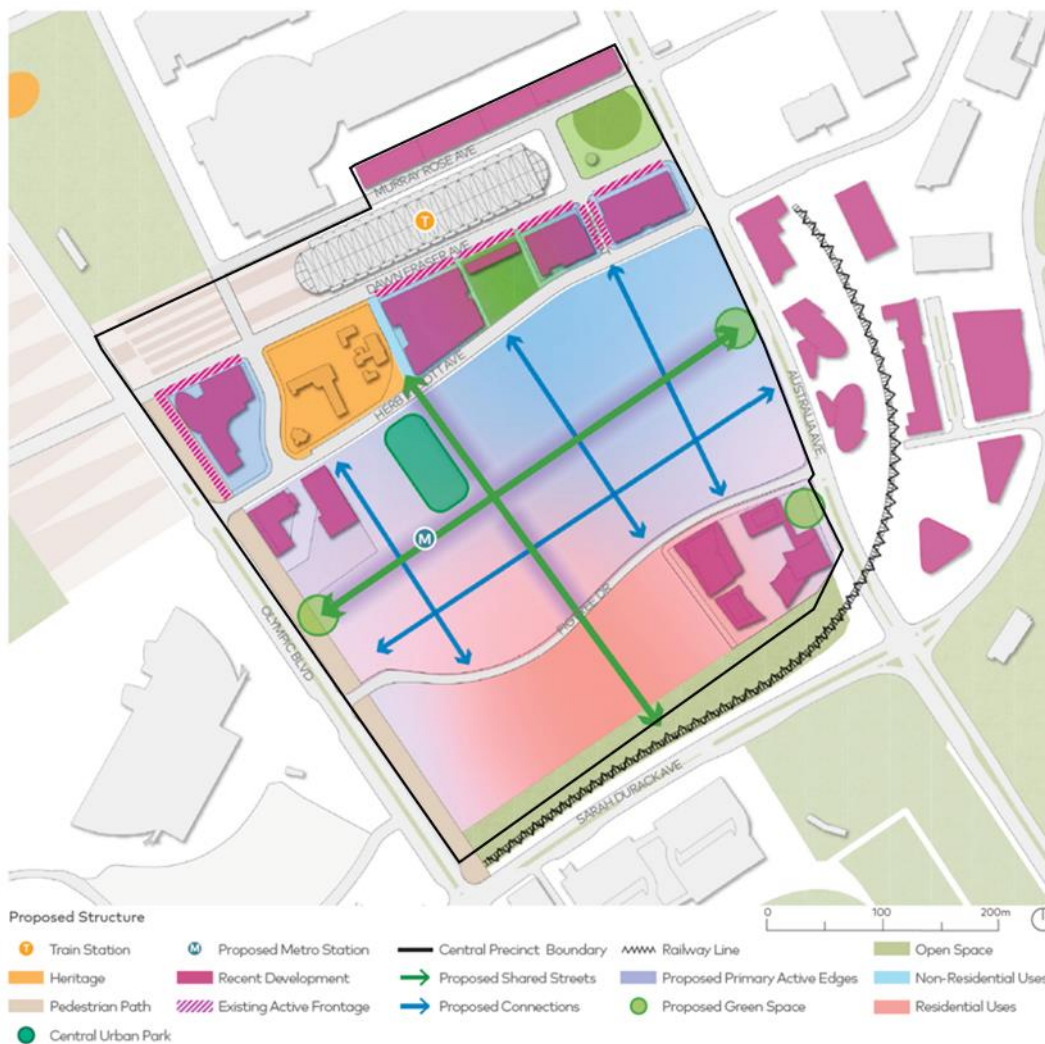 MURRAY ROSE AVE
T
DAWN FRASER AVE
HERB
OTT AVE
M
AUSTRALIA AVE
OLYMPIC BLVD
DR
SARAH DURACK AVE
Proposed Structure
0 100 200m
T Train Station
M Proposed Metro Station
Central Precinct Boundary
Railway Line
Open Space
Heritage
Recent Development
Proposed Shared Streets
Proposed Primary Active Edges
Non-Residential Uses
Pedestrian Path
Existing Active Frontage
Proposed Connections
Proposed Green Space
Residential Uses
Central Urban Park